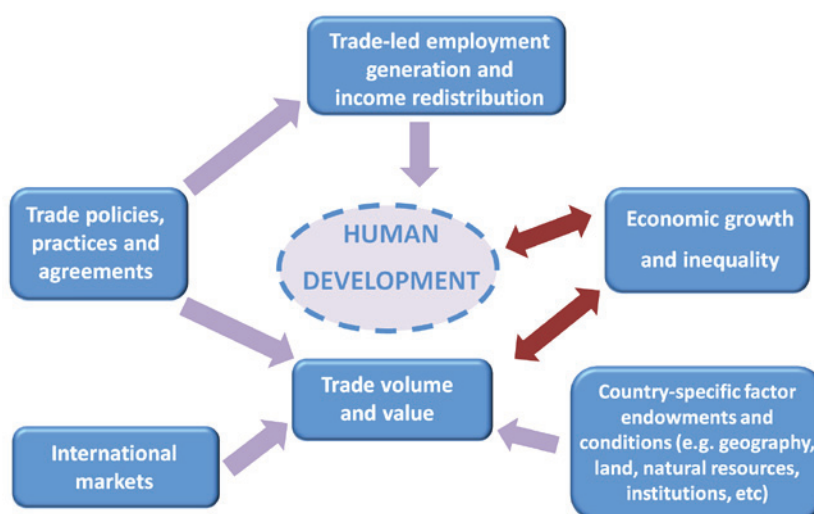 Trade-led employment
generation and
income redistribution
Trade policies,
practices and
agreements
HUMAN
DEVELOPMENT
Economic growth
and inequality
Trade volume
and value
International
markets
Country-specific factor
endowments and
conditions (e.g. geography,
land, natural resources,
institutions, etc)